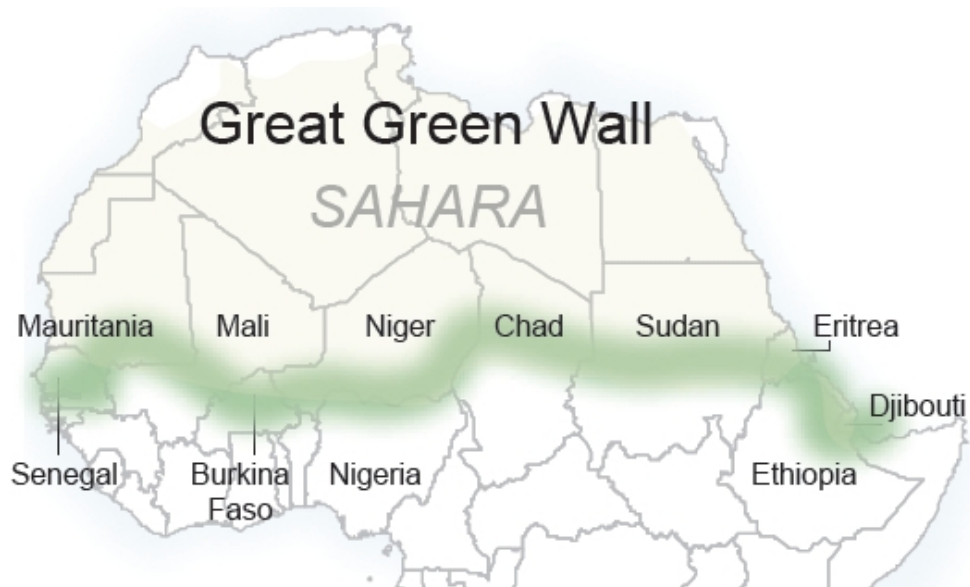 Great Green Wall
SAHARA
Mauritania
Mali
Niger
Chad
Sudan
Eritrea
Djibouti
Senegal
Burkina
Faso
Nigeria
Ethiopia